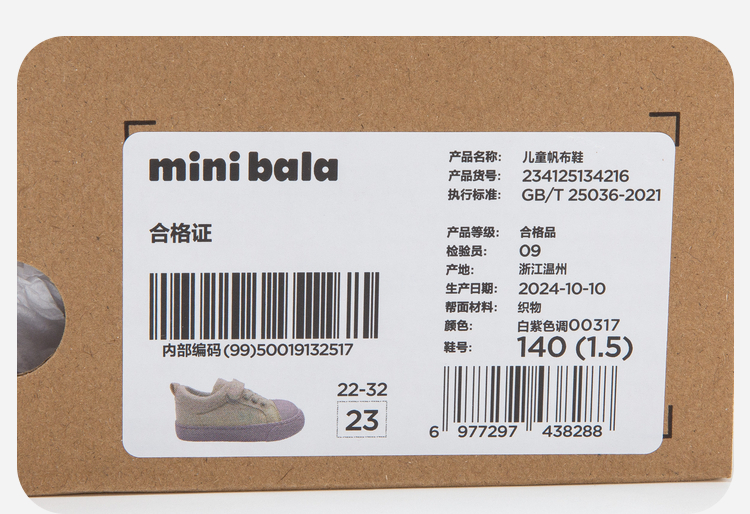 mini bala
合格证
内部编码(99)50019132517
22-32
23
产品名称: 儿童帆布鞋
产品货号: 234125134216
执行标准: GB/T 25036-2021
产品等级: 合格品
检验员: 09
产地: 浙江温州
生产日期: 2024-10-10
帮面材料: 织物
颜色: 白紫色调00317
鞋号: 140 (1.5)
6 977297 438288